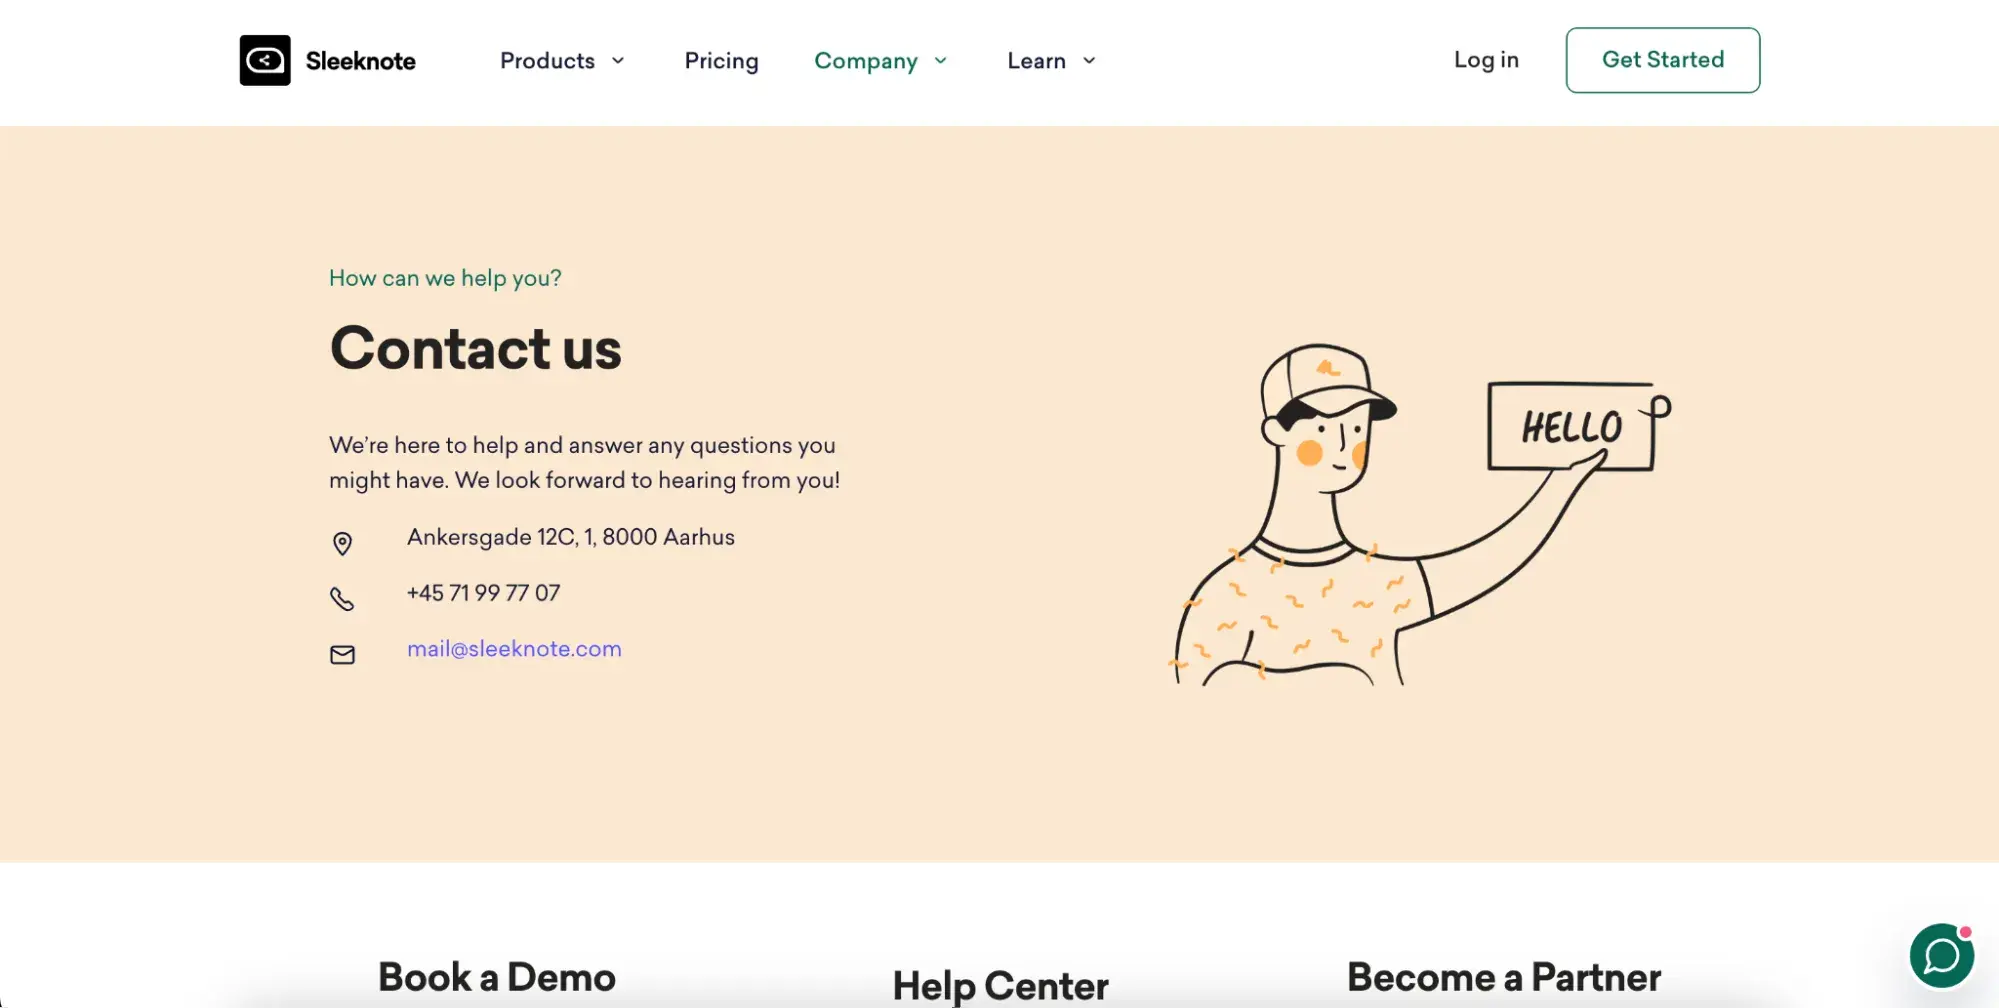 Sleeknote Products Pricing Company Learn Log in Get Started
How can we help you?
Contact us
We’re here to help and answer any questions you
might have. We look forward to hearing from you!
Ankersgade 12C, 1, 8000 Aarhus
+45 71 99 77 07
mail@sleeknote.com
HELLO
Book a Demo
Help Center
Become a Partner